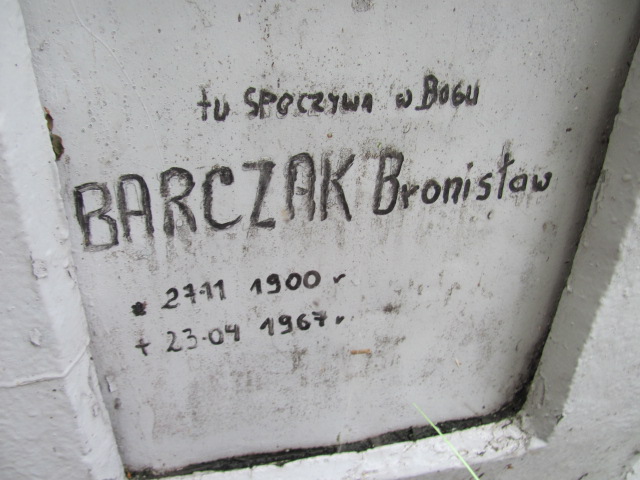 tu SPOCZYWA w BOGU
BARCZAK Bronisław
* 27.11 1900 r
+ 23.04 1967 r